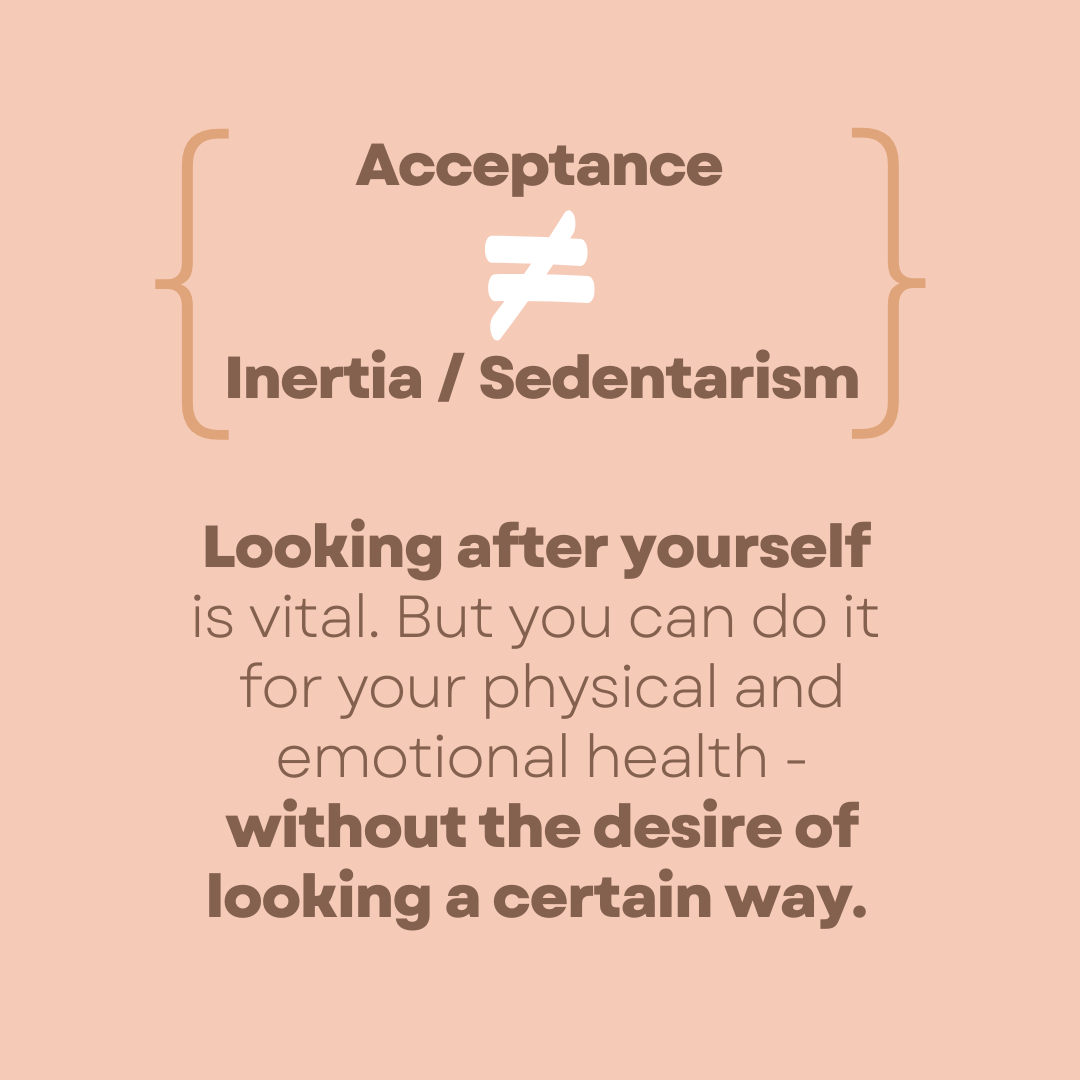 Acceptance
≠
Inertia / Sedentarism
Looking after yourself
is vital. But you can do it
for your physical and
emotional health -
without the desire of
looking a certain way.